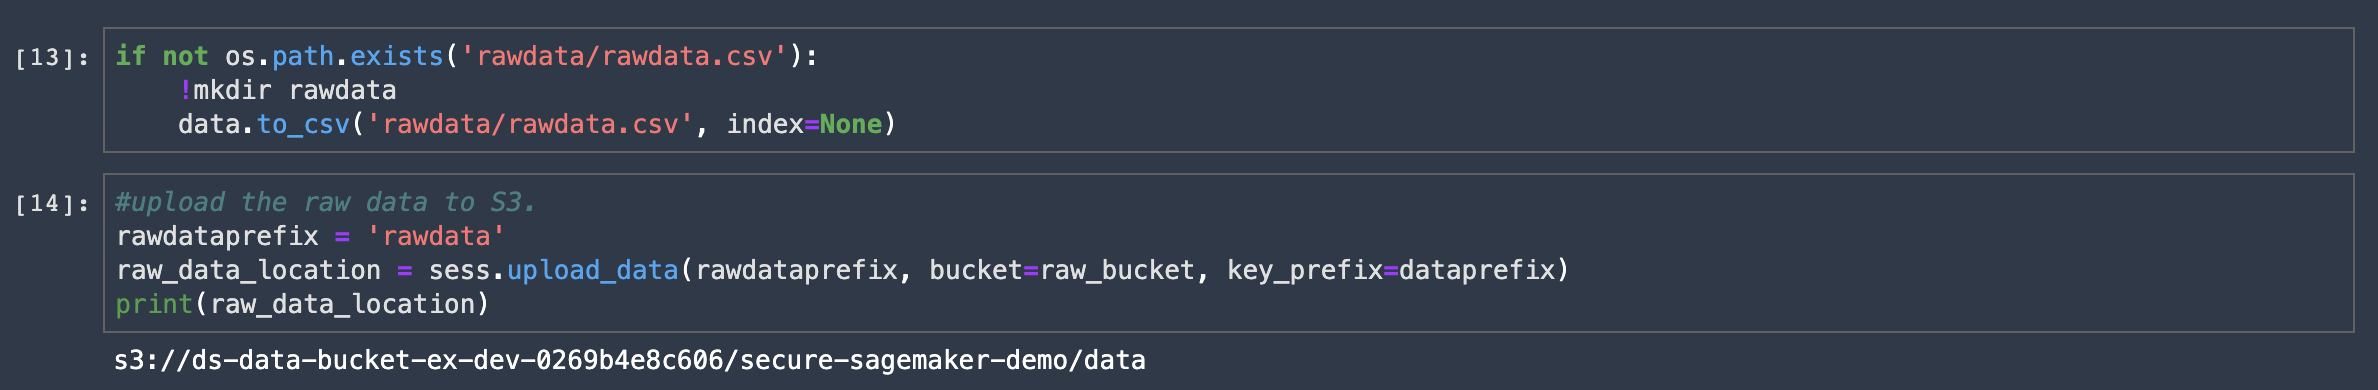 [13]: if not os.path.exists('rawdata/rawdata.csv'):
    !mkdir rawdata
    data.to_csv('rawdata/rawdata.csv', index=None)
[14]: #upload the raw data to S3.
rawdataprefix = 'rawdata'
raw_data_location = sess.upload_data(rawdataprefix, bucket=raw_bucket, key_prefix=dataprefix)
print(raw_data_location)
s3://ds-data-bucket-ex-dev-0269b4e8c606/secure-sagemaker-demo/data